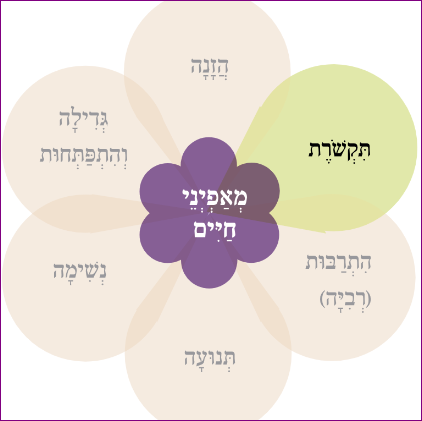 הֲזָנָה
תִּקְשֹׁרֶת
גְּדִילָה
וְהִתְפַּתְּחוּת
מְאַפְיְנֵי
חַיִּים
נְשִׁימָה
הִתְרַבּוּת
(רְבִיָּה)
תְּנוּעָה